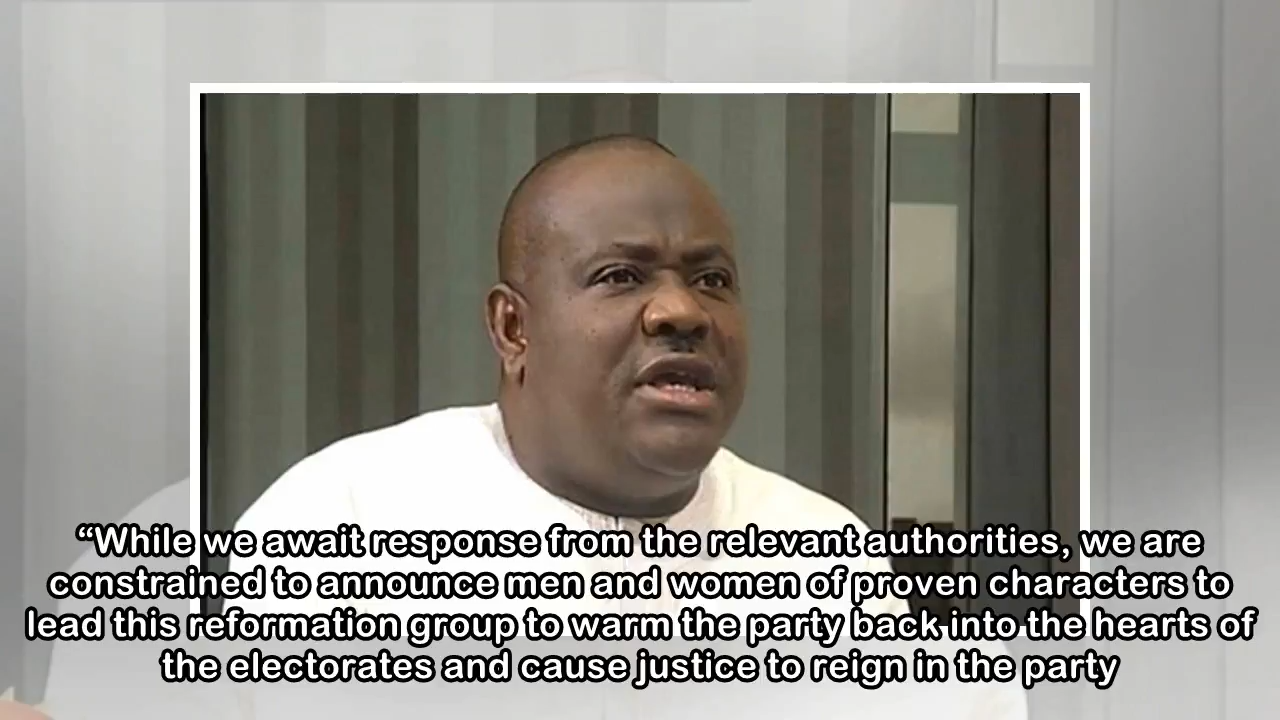 “While we await response from the relevant authorities, we are
constrained to announce men and women of proven characters to
lead this reformation group to warm the party back into the hearts of
the electorates and cause justice to reign in the party